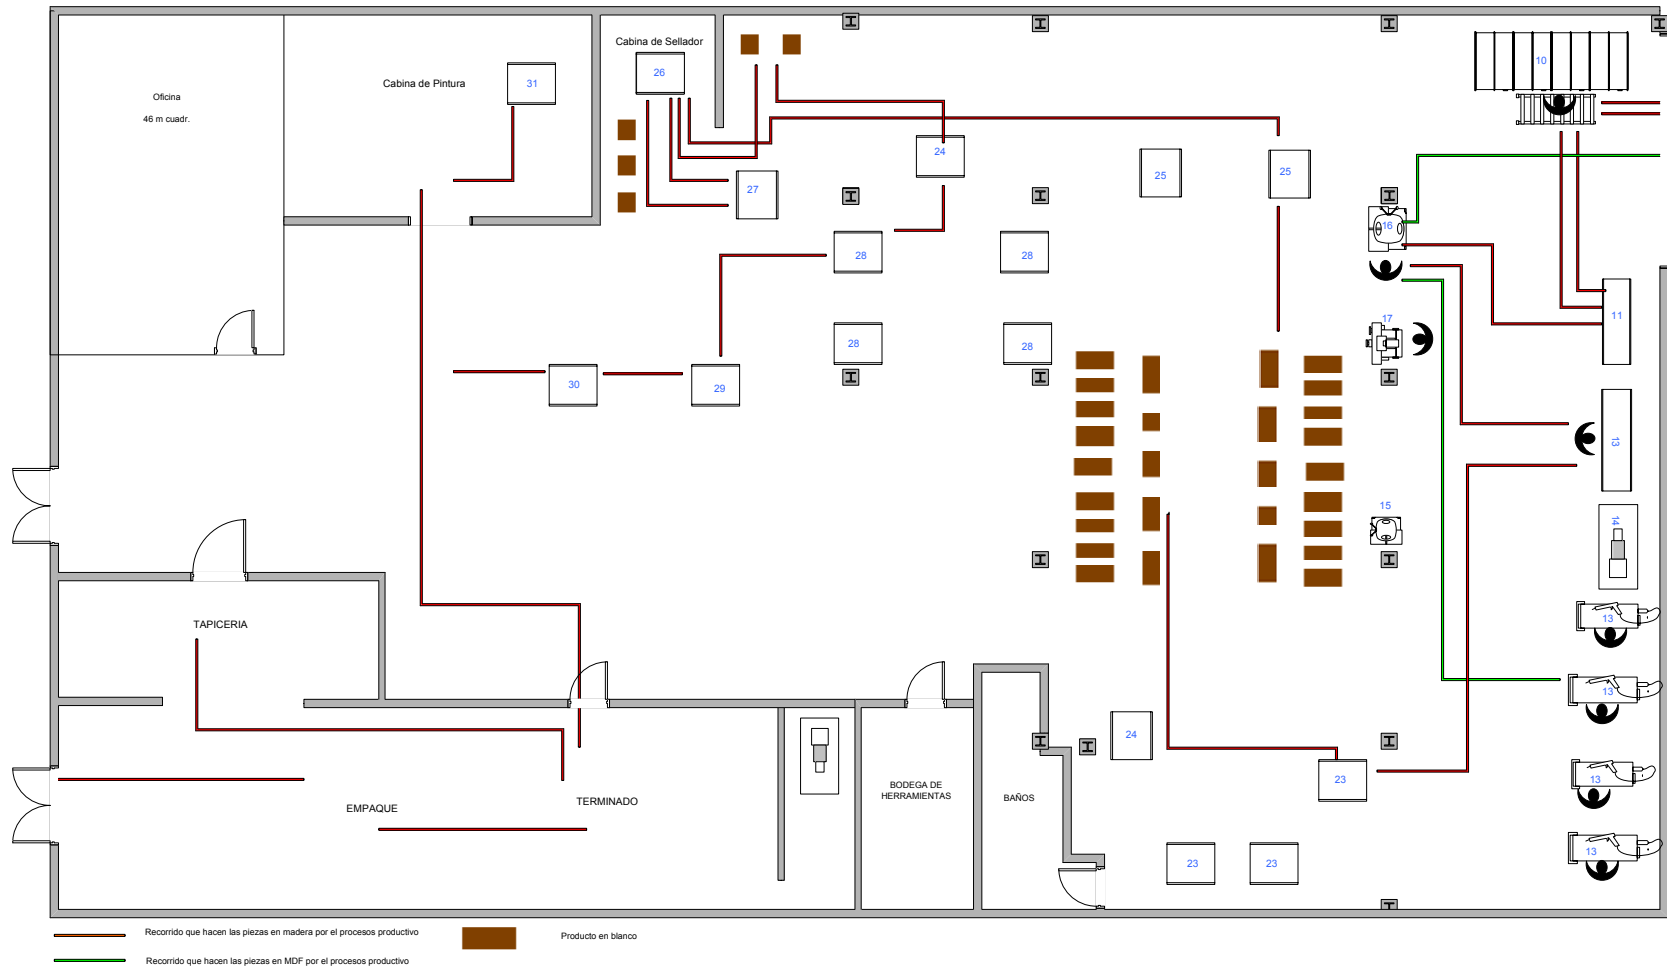 Cabina de Sellador
26
31
Cabina de Pintura
Oficina
46 m cuadr.
10
24
25
25
27
16
28
28
11
17
28
28
30
29
13
15
14
TAPICERIA
13
13
24
13
23
BODEGA DE
HERRAMIENTAS
BAÑOS
TERMINADO
EMPAQUE
13
23
23
Recorrido que hacen las piezas en madera por el procesos productivo
Producto en blanco
Recorrido que hacen las piezas en MDF por el procesos productivo